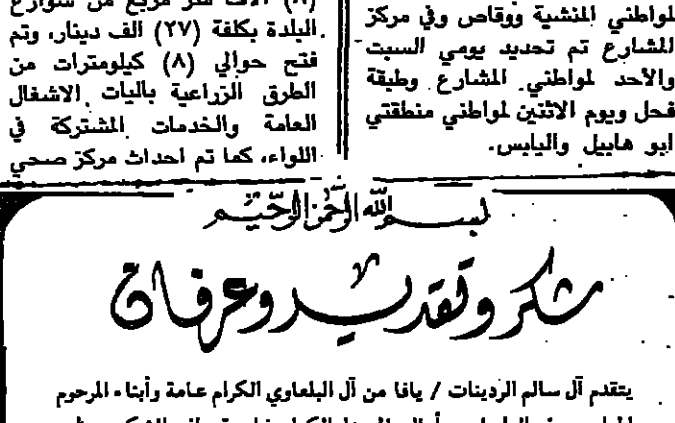 لمواطني المنشية ووقاص وفي مركز
المشارع تم تحديد يومي السبت
والأحد لمواطني المشارع وطبقة
فحل ويوم الاثنين لمواطني منطقتي
ابو هابيل واليابس.
(٨) آلاف متر مربع من شوارع
البلدة بكلفة (٢٧) الف دينار، وتم
فتح حوالي (٨) كيلومترات من
الطرق الزراعية باليات الاشغال
العامة والخدمات المشتركة في
اللواء، كما تم احداث مركز صحي
بسم الله الرحمن الرحيم
شكر وتقدير وعرفان
يتقدم آل سالم الردينات / يافا من آل البلعاوي الكرام عامة وأبناء المرحوم